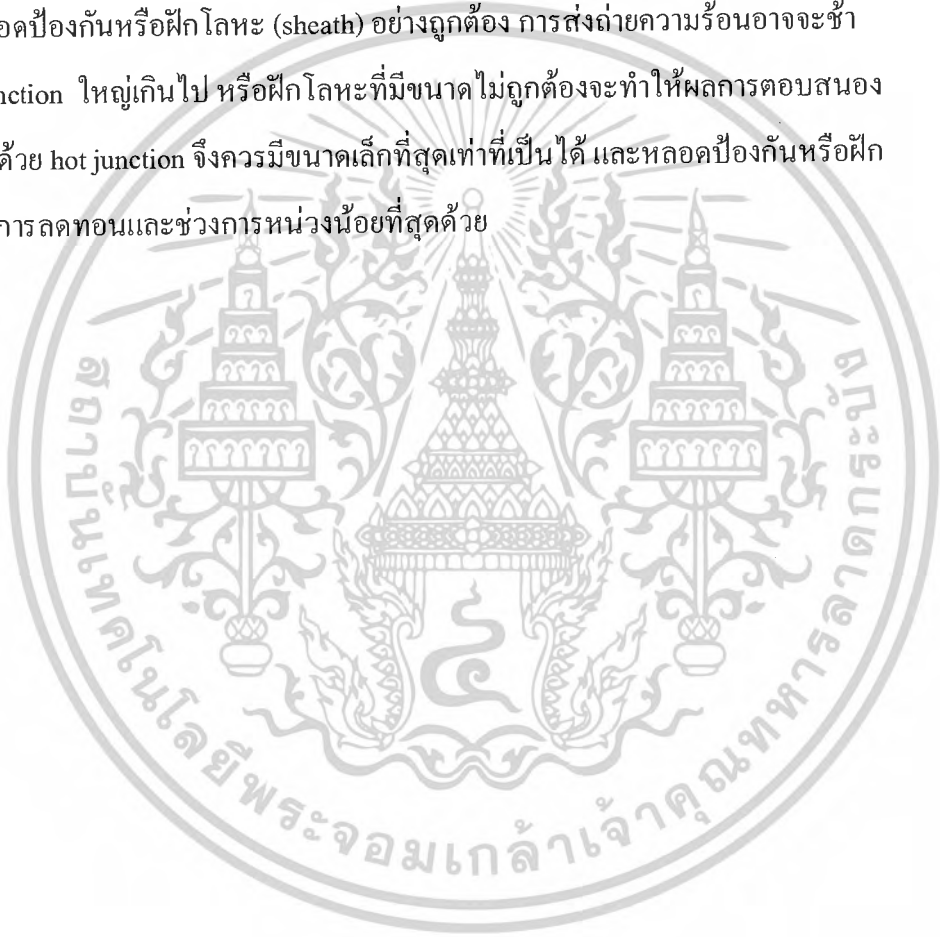 อดป้องกันหรือฝักโลหะ (sheath) อย่างถูกต้อง การส่งถ่ายความร้อนอาจจะช้า
nction ใหญ่เกินไป หรือฝักโลหะที่มีขนาดไม่ถูกต้องจะทำให้ผลการตอบสนอง
ด้วย hot junction จึงควรมีขนาดเล็กที่สุดเท่าที่เป็นได้ และหลอดป้องกันหรือฝัก
การลดทอนและช่วงการหน่วงน้อยที่สุดด้วย
สถาบันเทคโนโลยีพระจอมเกล้าเจ้าคุณทหารลาดกระบัง
๔